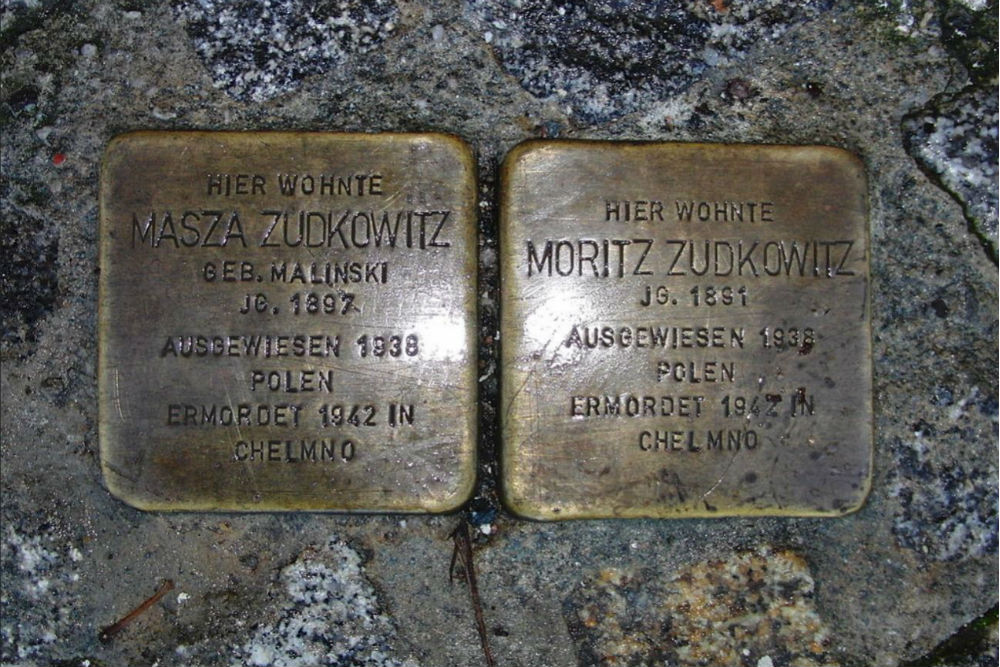 HIER WOHNTE
MASZA ZUDKOWITZ
GEB. MALINSKI
JG. 1897
AUSGEWIESEN 1938
POLEN
ERMORDET 1942 IN
CHELMNO
HIER WOHNTE
MORITZ ZUDKOWITZ
JG. 1891
AUSGEWIESEN 1938
POLEN
ERMORDET 1942 IN
CHELMNO